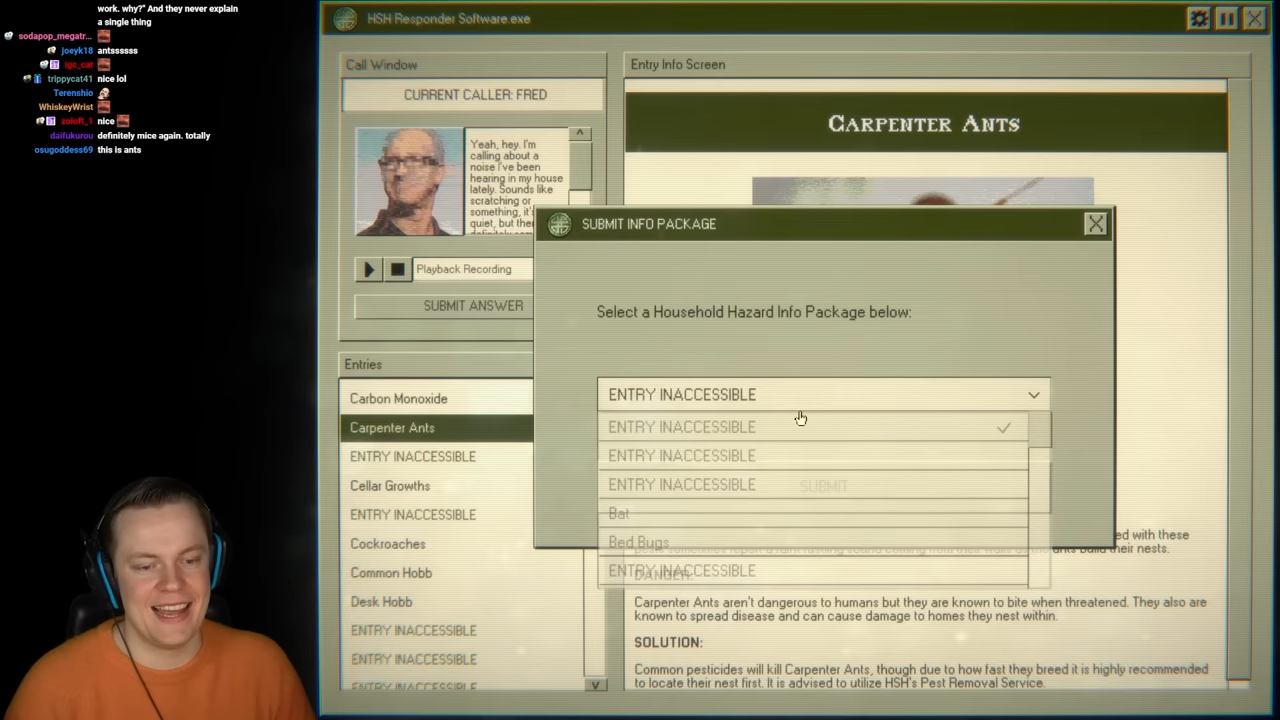 work. why?" And they never explain
a single thing
sodapop_megatr...
joeyk18 antssssss
igc_cat
trippycat41 nice lol
Terenshio
WhiskeyWrist
zoloft_1 nice
daifukurou definitely mice again. totally
osugoddess69 this is ants
HSH Responder Software.exe
Call Window
CURRENT CALLER: FRED
Yeah, hey. I'm
calling about a
noise I've been
hearing in my house
lately. Sounds like
scratching or
something, it's
quiet, but
Playback Recording
SUBMIT ANSWER
Entries
Carbon Monoxide
Carpenter Ants
ENTRY INACCESSIBLE
Cellar Growths
ENTRY INACCESSIBLE
Cockroaches
Common Hobb
Desk Hobb
ENTRY INACCESSIBLE
ENTRY INACCESSIBLE
ENTRY INACCESSIBLE
Entry Info Screen
CARPENTER ANTS
SUBMIT INFO PACKAGE
Select a Household Hazard Info Package below:
ENTRY INACCESSIBLE
ENTRY INACCESSIBLE
ENTRY INACCESSIBLE
ENTRY INACCESSIBLE
SUBMIT
Bat
Bed Bugs
ENTRY INACCESSIBLE
ed with these
ants build their nests.
DANGER:
Carpenter Ants aren't dangerous to humans but they are known to bite when threatened. They also are
known to spread disease and can cause damage to homes they nest within.
SOLUTION:
Common pesticides will kill Carpenter Ants, though due to how fast they breed it is highly recommended
to locate their nest first. It is advised to utilize HSH's Pest Removal Service.